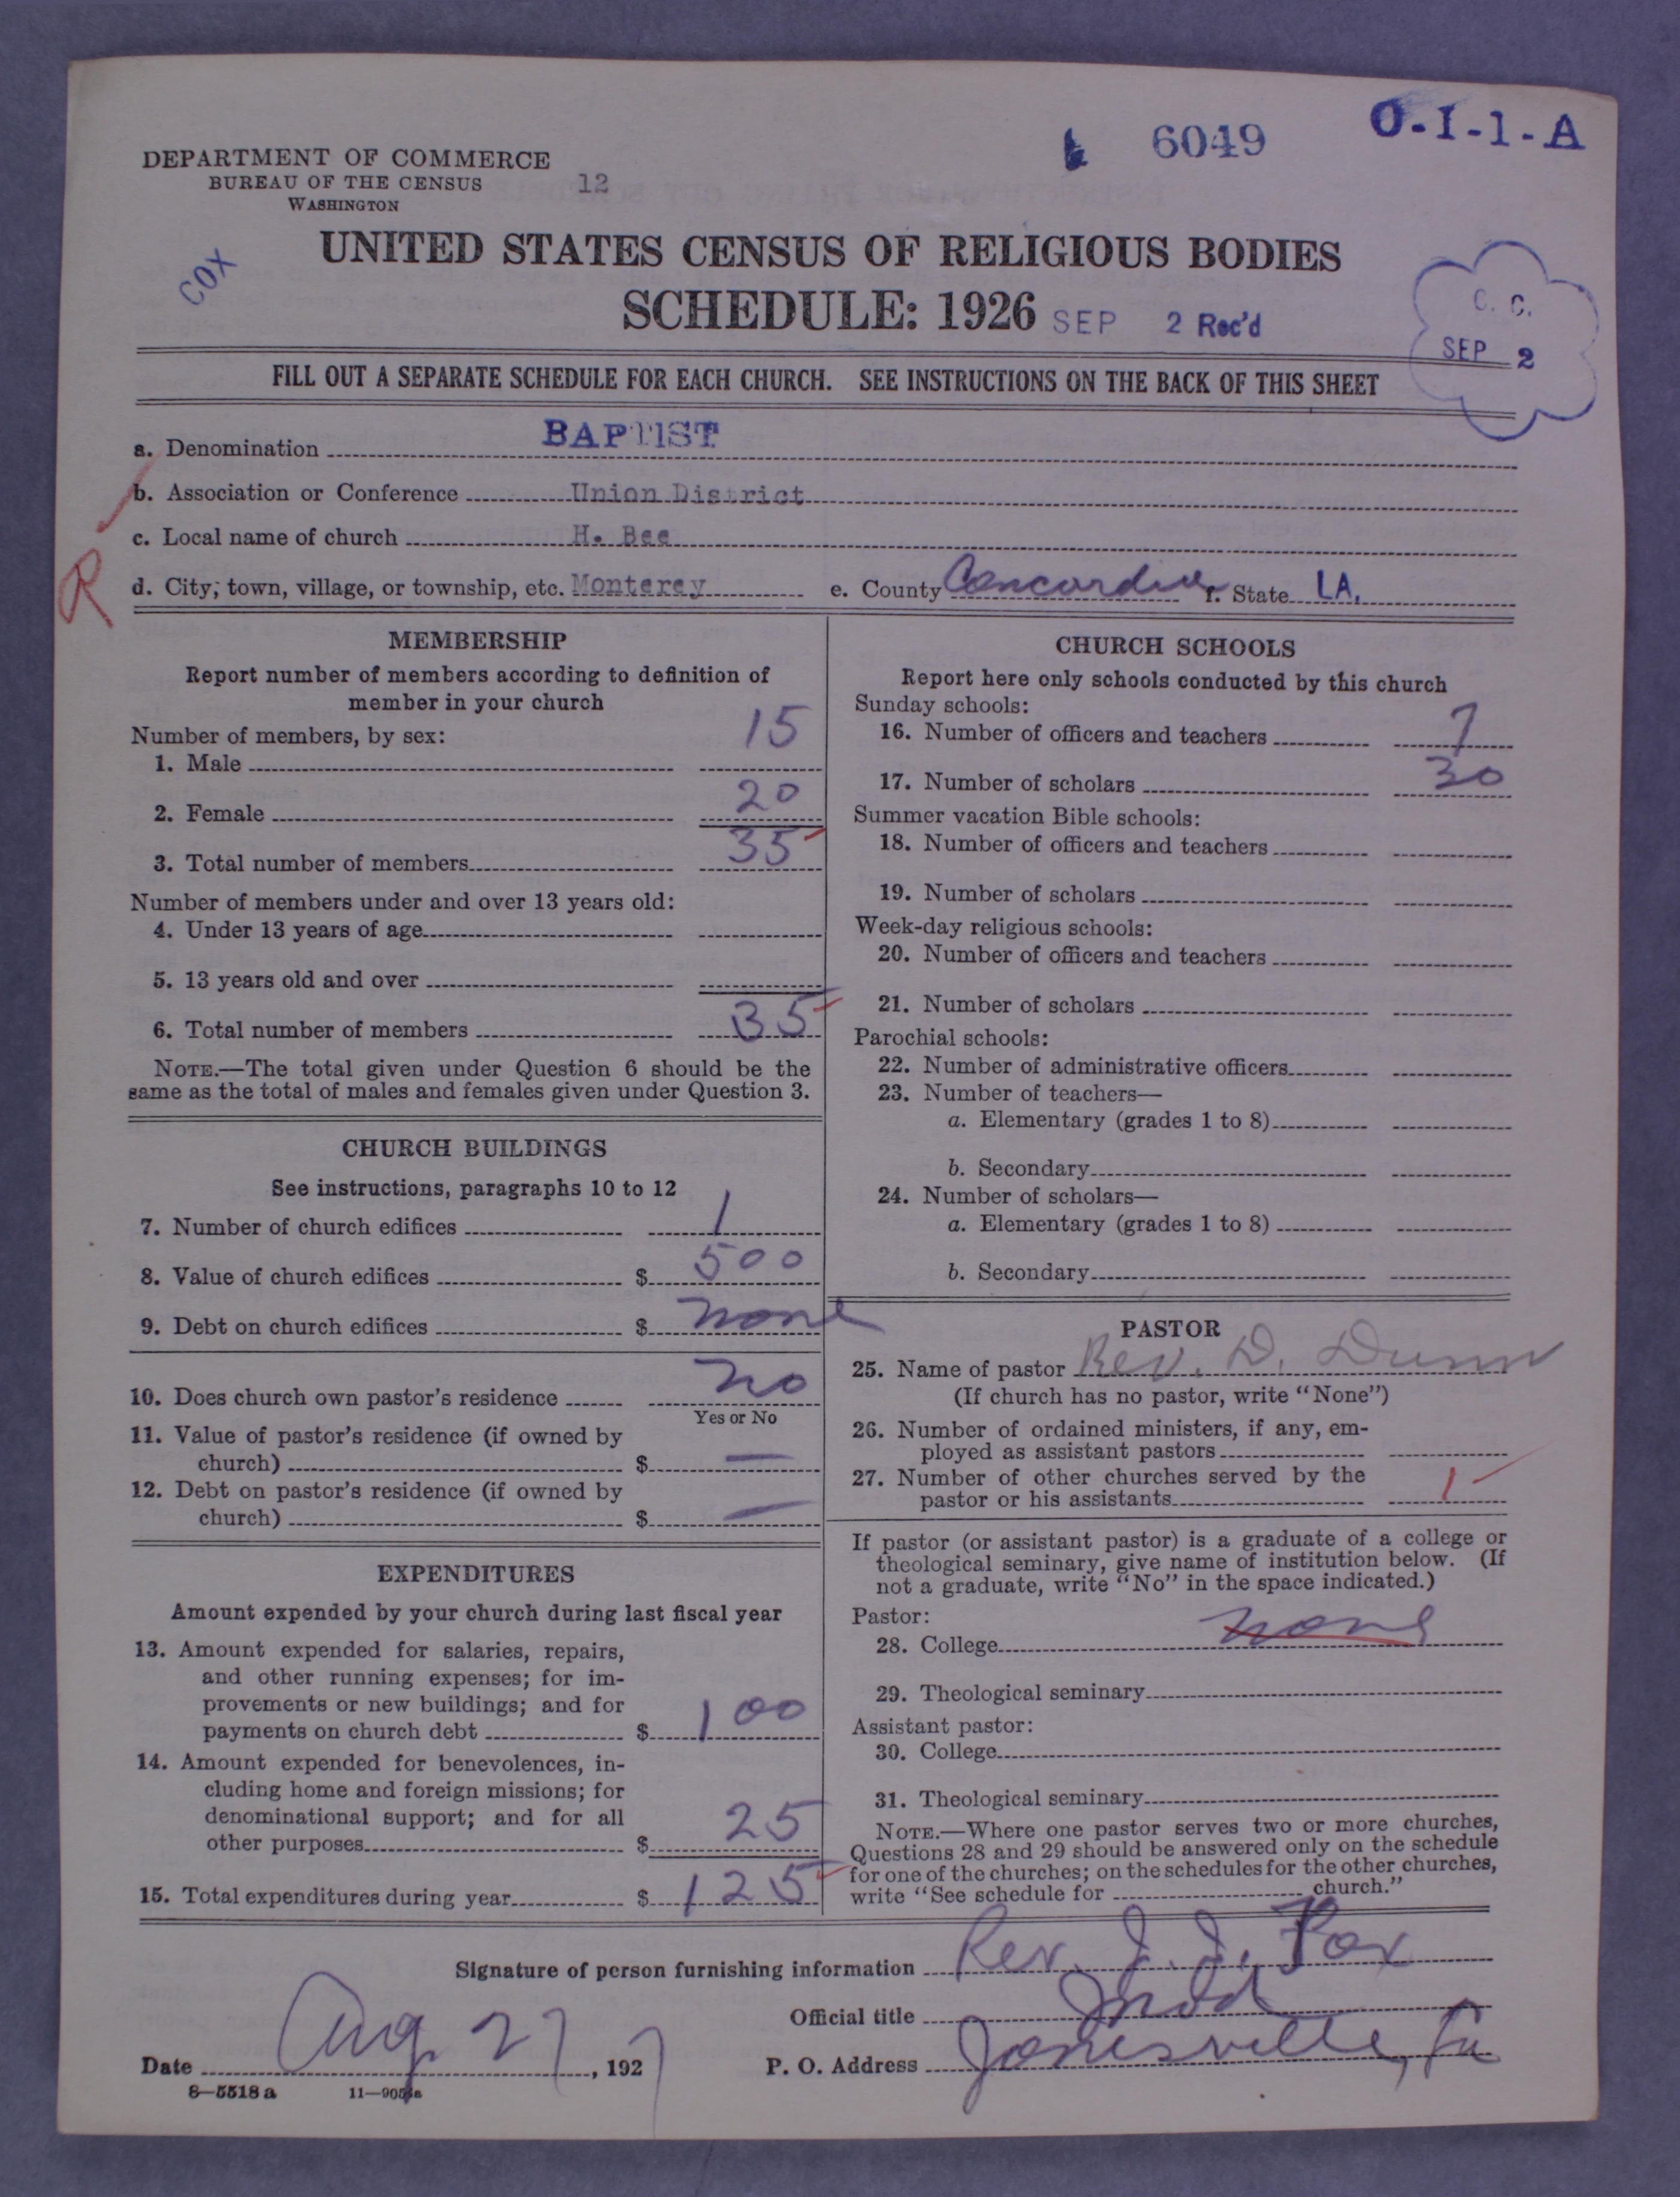 6049
O-I-1-A
DEPARTMENT OF COMMERCE
BUREAU OF THE CENSUS
12
WASHINGTON
COX
UNITED STATES CENSUS OF RELIGIOUS BODIES
SCHEDULE: 1926
SEP 2 Rec'd
C. C.
SEP 2
FILL OUT A SEPARATE SCHEDULE FOR EACH CHURCH. SEE INSTRUCTIONS ON THE BACK OF THIS SHEET
a. Denomination BAPTIST
b. Association or Conference Union District
c. Local name of church H. Bee
R
d. City, town, village, or township, etc. Monterey e. County Concordia f. State LA.
MEMBERSHIP
Report number of members according to definition of
member in your church
Number of members, by sex:
1. Male 15
2. Female 20
3. Total number of members 35
Number of members under and over 13 years old:
4. Under 13 years of age
5. 13 years old and over
6. Total number of members 35
NOTE.—The total given under Question 6 should be the
same as the total of males and females given under Question 3.
CHURCH BUILDINGS
See instructions, paragraphs 10 to 12
7. Number of church edifices 1
8. Value of church edifices $ 500
9. Debt on church edifices $ none
10. Does church own pastor's residence no
Yes or No
11. Value of pastor's residence (if owned by
church) $ —
12. Debt on pastor's residence (if owned by
church) $ —
EXPENDITURES
Amount expended by your church during last fiscal year
13. Amount expended for salaries, repairs,
and other running expenses; for im-
provements or new buildings; and for
payments on church debt $ 100
14. Amount expended for benevolences, in-
cluding home and foreign missions; for
denominational support; and for all
other purposes $ 25
15. Total expenditures during year $ 125
CHURCH SCHOOLS
Report here only schools conducted by this church
Sunday schools:
16. Number of officers and teachers 7
17. Number of scholars 30
Summer vacation Bible schools:
18. Number of officers and teachers
19. Number of scholars
Week-day religious schools:
20. Number of officers and teachers
21. Number of scholars
Parochial schools:
22. Number of administrative officers
23. Number of teachers—
a. Elementary (grades 1 to 8)
b. Secondary
24. Number of scholars—
a. Elementary (grades 1 to 8)
b. Secondary
PASTOR
25. Name of pastor Rev. D. Dunn
(If church has no pastor, write "None")
26. Number of ordained ministers, if any, em-
ployed as assistant pastors
27. Number of other churches served by the
pastor or his assistants 1
If pastor (or assistant pastor) is a graduate of a college or
theological seminary, give name of institution below. (If
not a graduate, write "No" in the space indicated.)
Pastor:
28. College none
29. Theological seminary
Assistant pastor:
30. College
31. Theological seminary
NOTE.—Where one pastor serves two or more churches,
Questions 28 and 29 should be answered only on the schedule
for one of the churches; on the schedules for the other churches,
write "See schedule for church."
Signature of person furnishing information Rev. J. J. Fox
Official title
Date Aug 27, 1927
P. O. Address Jonesville, La
8—5518 a